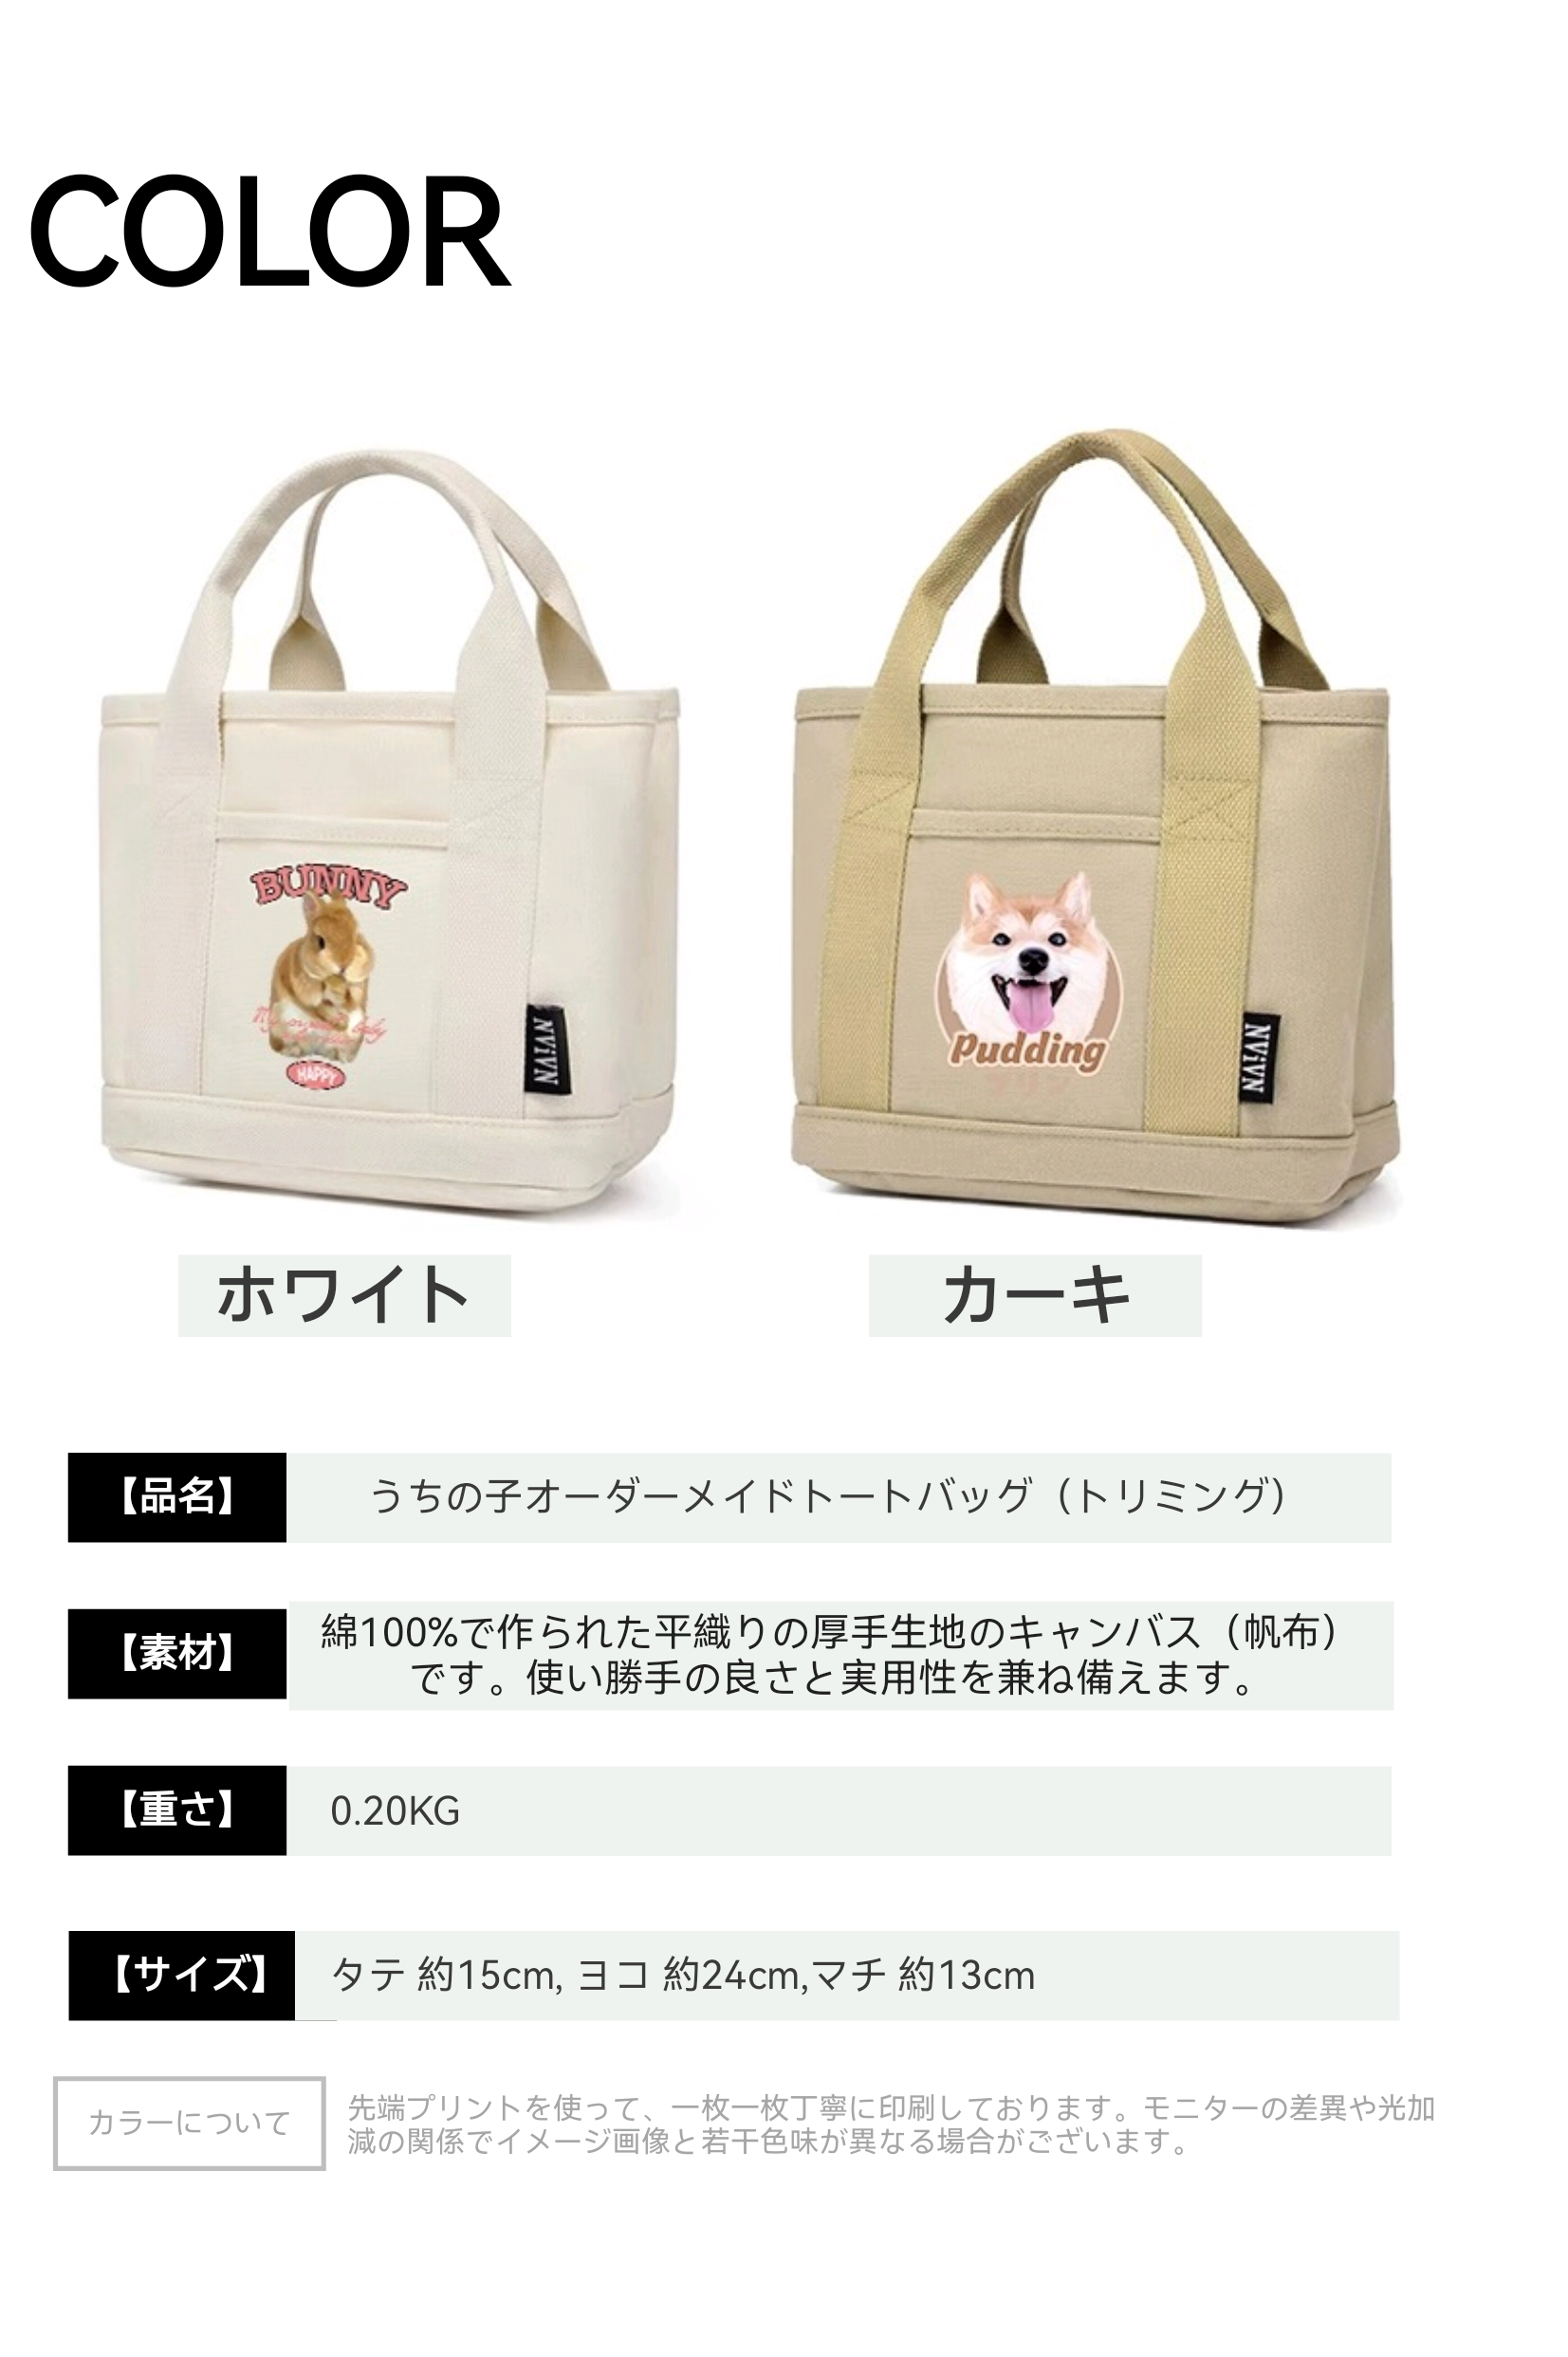 COLOR
BUNNY
HAPPY
NViVN
Pudding
NViVN
ホワイト
カーキ
【品名】
うちの子オーダーメイドトートバッグ（トリミング）
【素材】
綿100%で作られた平織りの厚手生地のキャンバス（帆布）
です。使い勝手の良さと実用性を兼ね備えます。
【重さ】
0.20KG
【サイズ】
タテ 約15cm, ヨコ 約24cm,マチ 約13cm
カラーについて
先端プリントを使って、一枚一枚丁寧に印刷しております。モニターの差異や光加
減の関係でイメージ画像と若干色味が異なる場合がございます。